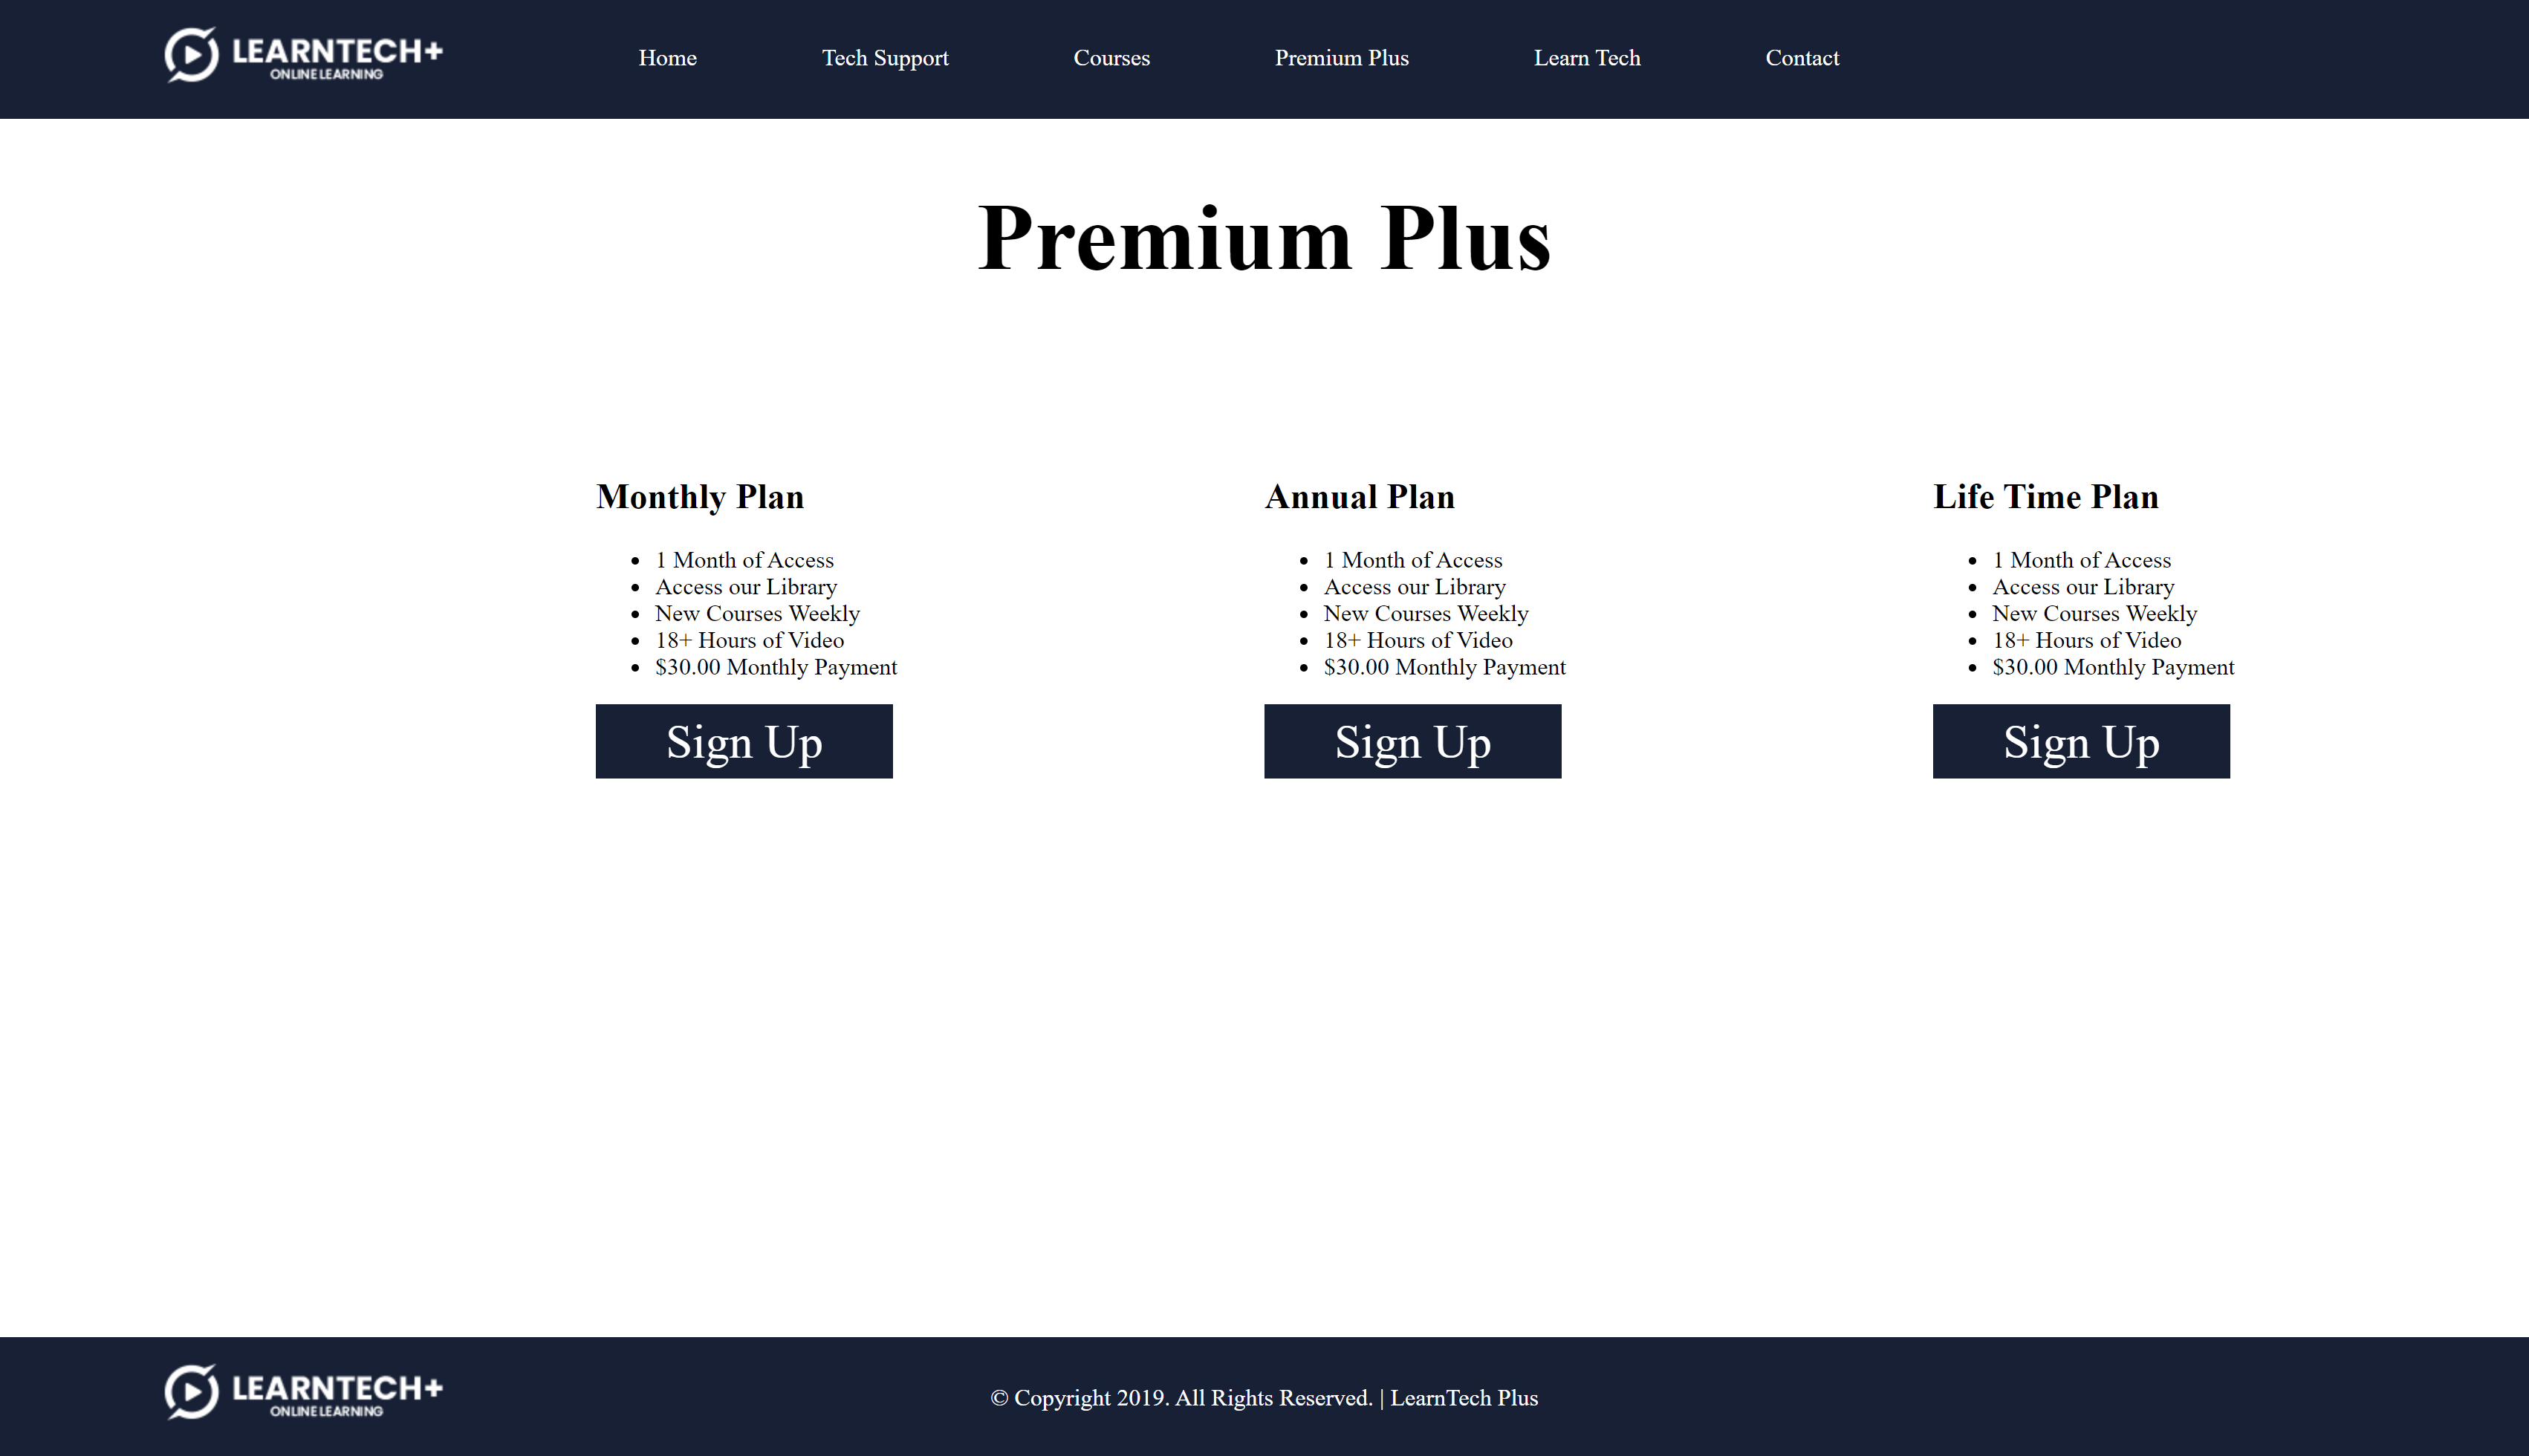 LEARNTECH+
ONLINE LEARNING
Home
Tech Support
Courses
Premium Plus
Learn Tech
Contact
Premium Plus
Monthly Plan
1 Month of Access
Access our Library
New Courses Weekly
18+ Hours of Video
$30.00 Monthly Payment
Sign Up
Annual Plan
1 Month of Access
Access our Library
New Courses Weekly
18+ Hours of Video
$30.00 Monthly Payment
Sign Up
Life Time Plan
1 Month of Access
Access our Library
New Courses Weekly
18+ Hours of Video
$30.00 Monthly Payment
Sign Up
LEARNTECH+
ONLINE LEARNING
© Copyright 2019. All Rights Reserved. | LearnTech Plus